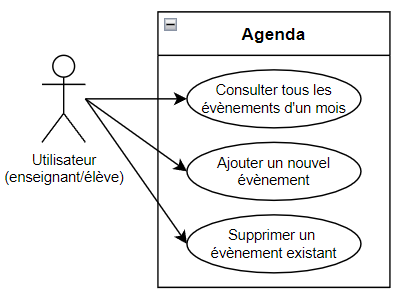 Agenda
Consulter tous les
évènements d'un mois
Ajouter un nouvel
évènement
Supprimer un
évènement existant
Utilisateur
(enseignant/élève)